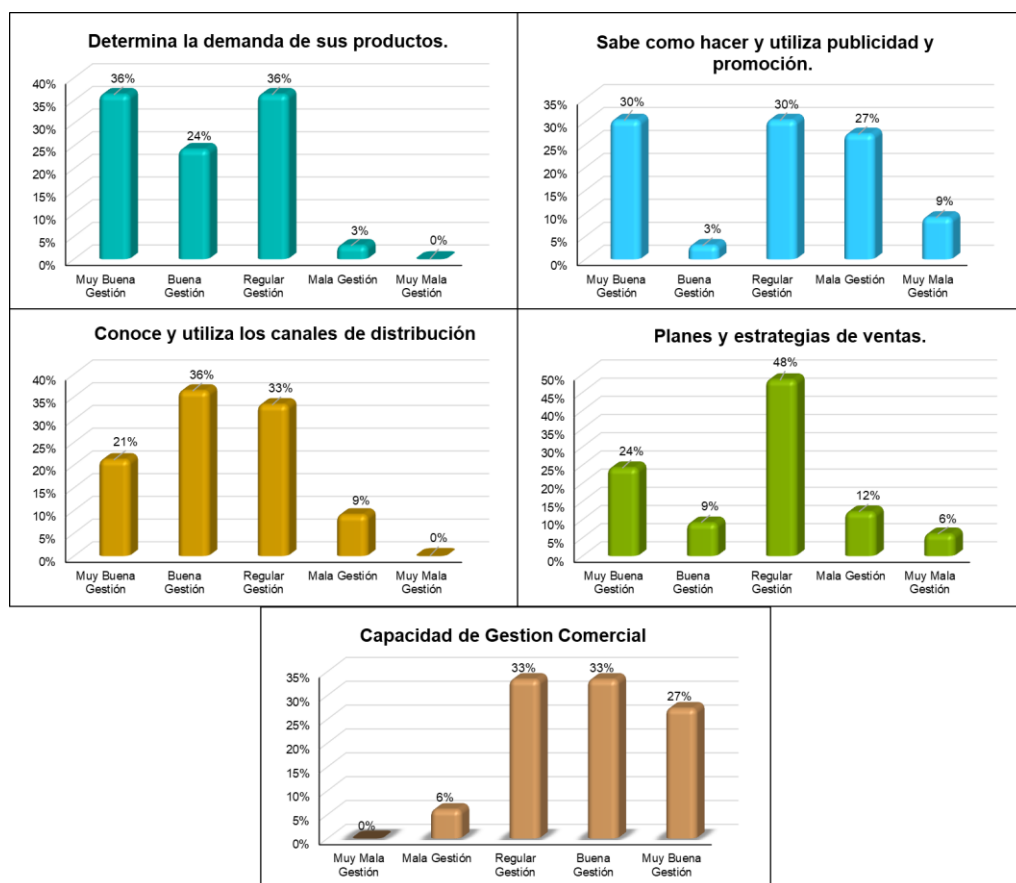 Determina la demanda de sus productos.
40%
35%
30%
25%
20%
15%
10%
5%
0%
36%
24%
36%
3%
0%
Muy Buena
Gestión
Buena
Gestión
Regular
Gestión
Mala Gestión
Muy Mala
Gestión
Sabe como hacer y utiliza publicidad y
promoción.
35%
30%
25%
20%
15%
10%
5%
0%
30%
3%
30%
27%
9%
Muy Buena
Gestión
Buena
Gestión
Regular
Gestión
Mala Gestión
Muy Mala
Gestión
Conoce y utiliza los canales de distribución
40%
35%
30%
25%
20%
15%
10%
5%
0%
21%
36%
33%
9%
0%
Muy Buena
Gestión
Buena
Gestión
Regular
Gestión
Mala Gestión
Muy Mala
Gestión
Planes y estrategias de ventas.
50%
45%
40%
35%
30%
25%
20%
15%
10%
5%
0%
24%
9%
48%
12%
6%
Muy Buena
Gestión
Buena
Gestión
Regular
Gestión
Mala Gestión
Muy Mala
Gestión
Capacidad de Gestion Comercial
35%
30%
25%
20%
15%
10%
5%
0%
0%
6%
33%
33%
27%
Muy Mala
Gestión
Mala Gestión
Regular
Gestión
Buena
Gestión
Muy Buena
Gestión